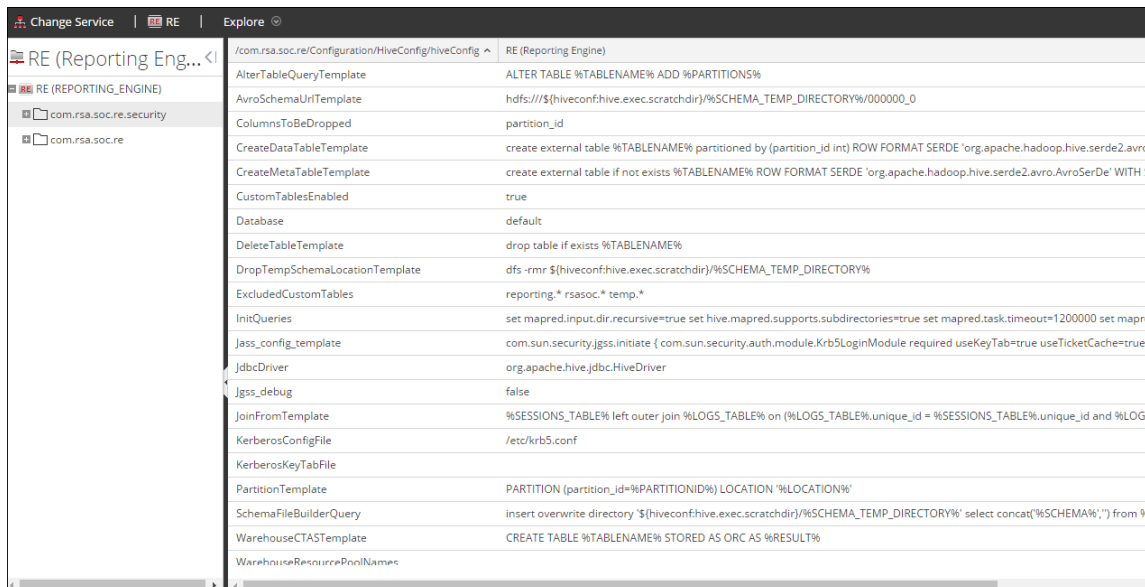 Change Service | RE RE | Explore
RE (Reporting Eng...
RE RE (REPORTING_ENGINE)
com.rsa.soc.re.security
com.rsa.soc.re
/com.rsa.soc.re/Configuration/HiveConfig/hiveConfig RE (Reporting Engine)
AlterTableQueryTemplate ALTER TABLE %TABLENAME% ADD %PARTITIONS%
AvroSchemaUrlTemplate hdfs:///${hiveconf:hive.exec.scratchdir}/%SCHEMA_TEMP_DIRECTORY%/000000_0
ColumnsToBeDropped partition_id
CreateDataTableTemplate create external table %TABLENAME% partitioned by (partition_id int) ROW FORMAT SERDE 'org.apache.hadoop.hive.serde2.avro
CreateMetaTableTemplate create external table if not exists %TABLENAME% ROW FORMAT SERDE 'org.apache.hadoop.hive.serde2.avro.AvroSerDe' WITH
CustomTablesEnabled true
Database default
DeleteTableTemplate drop table if exists %TABLENAME%
DropTempSchemaLocationTemplate dfs -rmr ${hiveconf:hive.exec.scratchdir}/%SCHEMA_TEMP_DIRECTORY%
ExcludedCustomTables reporting.* rsasoc.* temp.*
InitQueries set mapred.input.dir.recursive=true set hive.mapred.supports.subdirectories=true set mapred.task.timeout=1200000 set mapre
Jass_config_template com.sun.security.jgss.initiate { com.sun.security.auth.module.Krb5LoginModule required useKeyTab=true useTicketCache=true
JdbcDriver org.apache.hive.jdbc.HiveDriver
Jgss_debug false
JoinFromTemplate %SESSIONS_TABLE% left outer join %LOGS_TABLE% on (%LOGS_TABLE%.unique_id = %SESSIONS_TABLE%.unique_id and %LOG
KerberosConfigFile /etc/krb5.conf
KerberosKeyTabFile
PartitionTemplate PARTITION (partition_id=%PARTITIONID%) LOCATION '%LOCATION%'
SchemaFileBuilderQuery insert overwrite directory '${hiveconf:hive.exec.scratchdir}/%SCHEMA_TEMP_DIRECTORY%' select concat('%SCHEMA%','') from %
WarehouseCTASTemplate CREATE TABLE %TABLENAME% STORED AS ORC AS %RESULT%
WarehouseResourcePoolNames